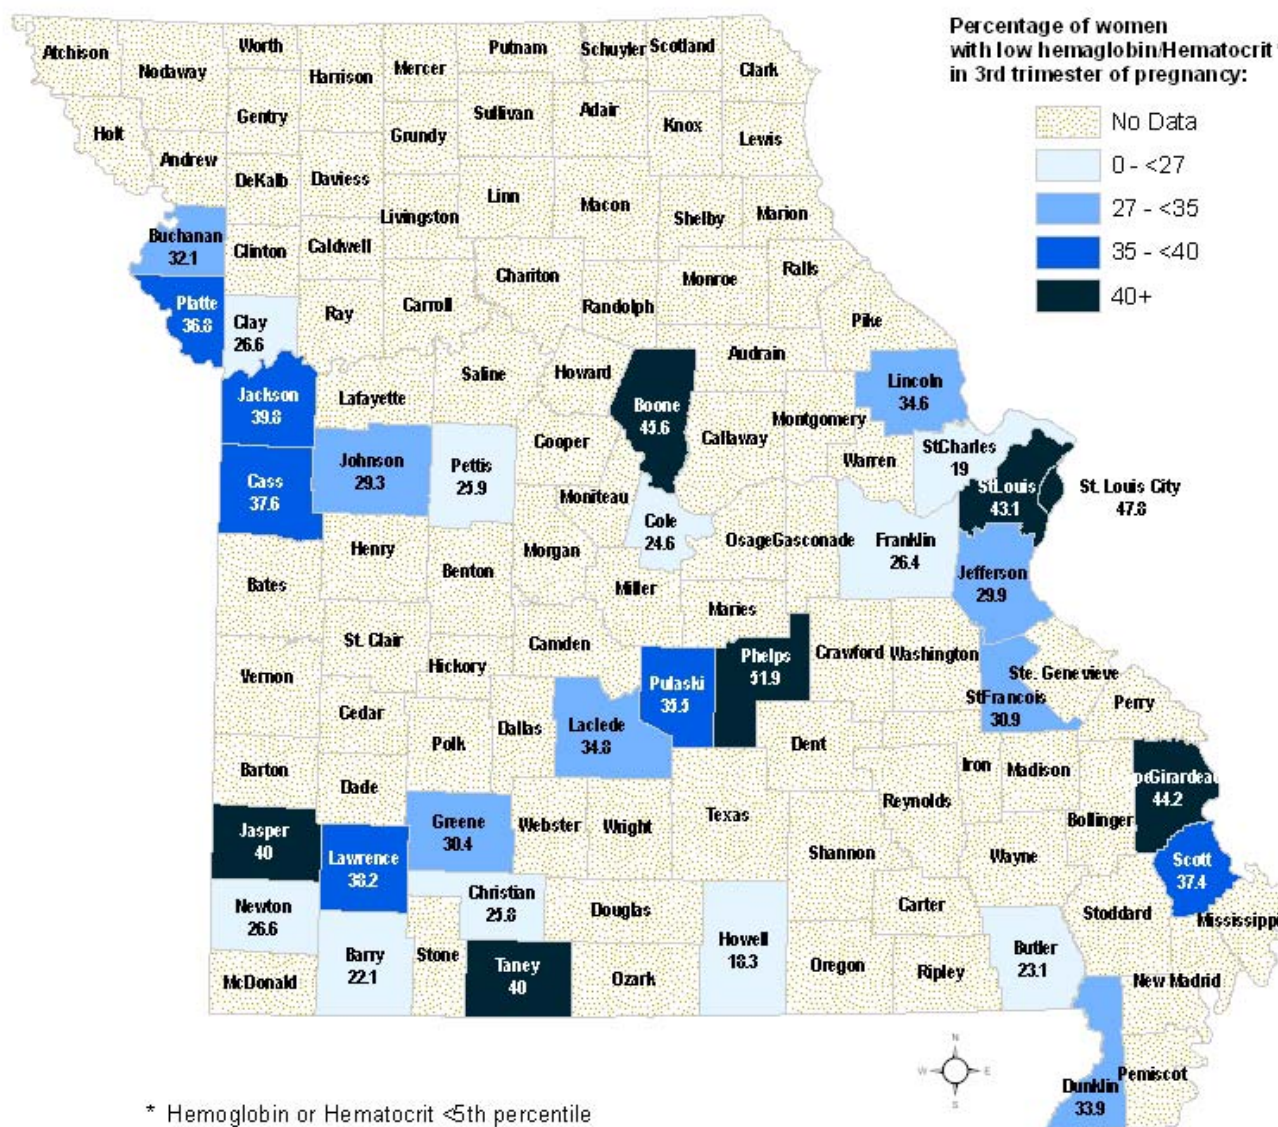 Percentage of women
with low hemaglobin/Hematocrit *
in 3rd trimester of pregnancy:
No Data
0 - <27
27 - <35
35 - <40
40+
Atchison
Nodaway
Worth
Harrison
Mercer
Putnam
Schuyler
Scotland
Clark
Holt
Andrew
Gentry
DeKalb
Daviess
Grundy
Sullivan
Adair
Knox
Lewis
Buchanan
32.1
Clinton
Caldwell
Livingston
Linn
Macon
Shelby
Marion
Platte
36.8
Clay
26.6
Ray
Carroll
Chariton
Randolph
Monroe
Ralls
Pike
Jackson
39.8
Lafayette
Saline
Howard
Boone
45.6
Audrain
Callaway
Montgomery
Lincoln
34.6
Warren
StCharles
19
StLouis
43.1
St. Louis City
47.8
Cass
37.6
Johnson
29.3
Pettis
25.9
Cooper
Moniteau
Cole
24.6
Osage
Gasconade
Franklin
26.4
Jefferson
29.9
Bates
Henry
Benton
Morgan
Miller
Maries
Vernon
St. Clair
Hickory
Camden
Pulaski
35.5
Phelps
51.9
Crawford
Washington
Ste. Genevieve
StFrancois
30.9
Perry
Cedar
Polk
Dallas
Laclede
34.8
Dent
Iron
Madison
Bollinger
Girardeau
44.2
Barton
Dade
Greene
30.4
Webster
Wright
Texas
Reynolds
Shannon
Wayne
Scott
37.4
Jasper
40
Lawrence
38.2
Christian
25.8
Douglas
Howell
18.3
Carter
Stoddard
Mississippi
Newton
26.6
Barry
22.1
Stone
Taney
40
Ozark
Oregon
Ripley
Butler
23.1
New Madrid
McDonald
Dunklin
33.9
Pemiscot
N
W
E
S
* Hemoglobin or Hematocrit <5th percentile